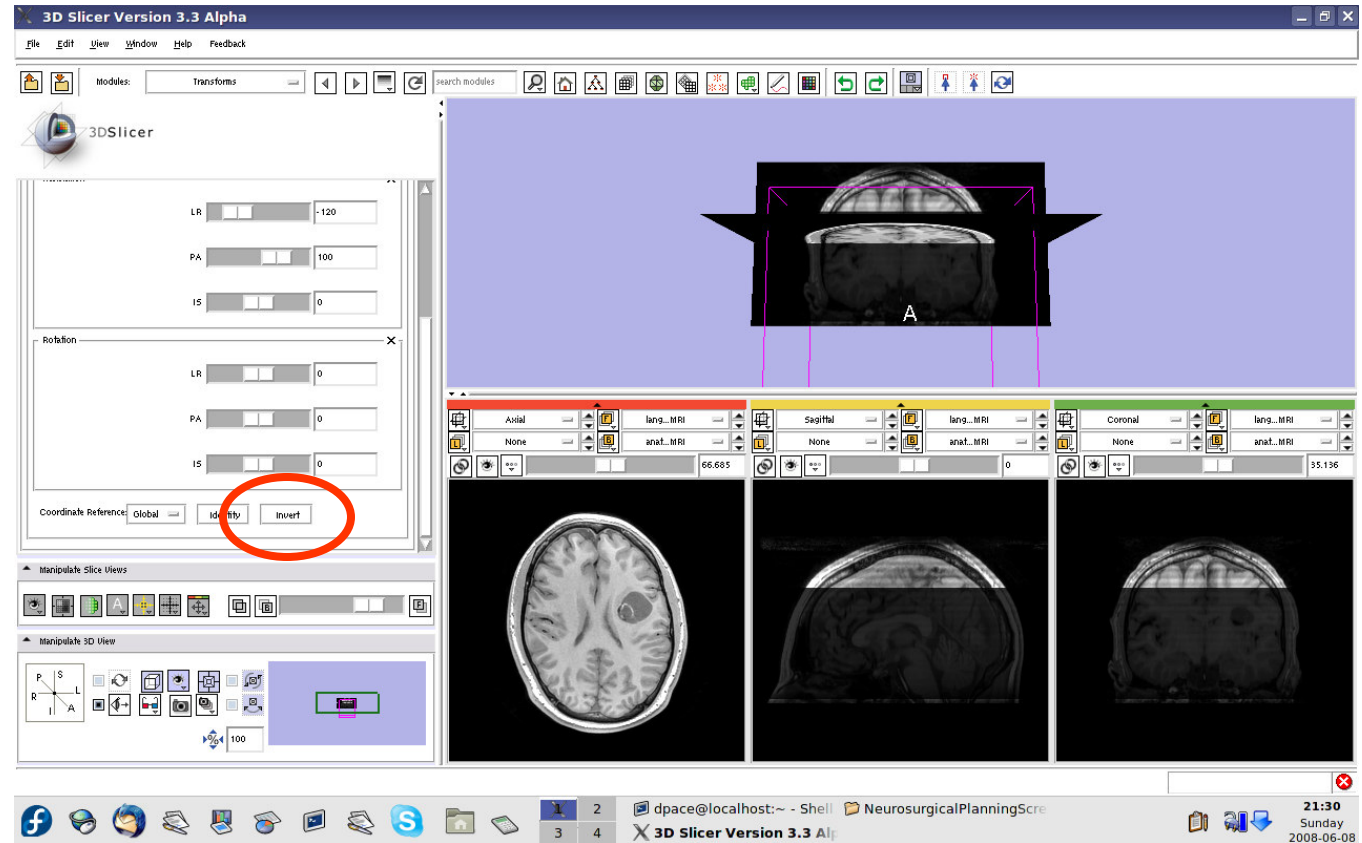 3D Slicer Version 3.3 Alpha
File Edit View Window Help Feedback
Modules: Transforms search modules
3DSlicer
LR -120
PA 100
IS 0
Rotation
LR 0
PA 0
IS 0
Coordinate Reference: Global Identity Invert
Manipulate Slice Views
Manipulate 3D View
P S
R L
I A
100
A
Axial lang...MRI
None anat...MRI
66.685
Sagittal lang...MRI
None anat...MRI
0
Coronal lang...MRI
None anat...MRI
35.136
1 2
3 4
dpace@localhost:~ - Shell
NeurosurgicalPlanningScre
3D Slicer Version 3.3 Alp
21:30
Sunday
2008-06-08